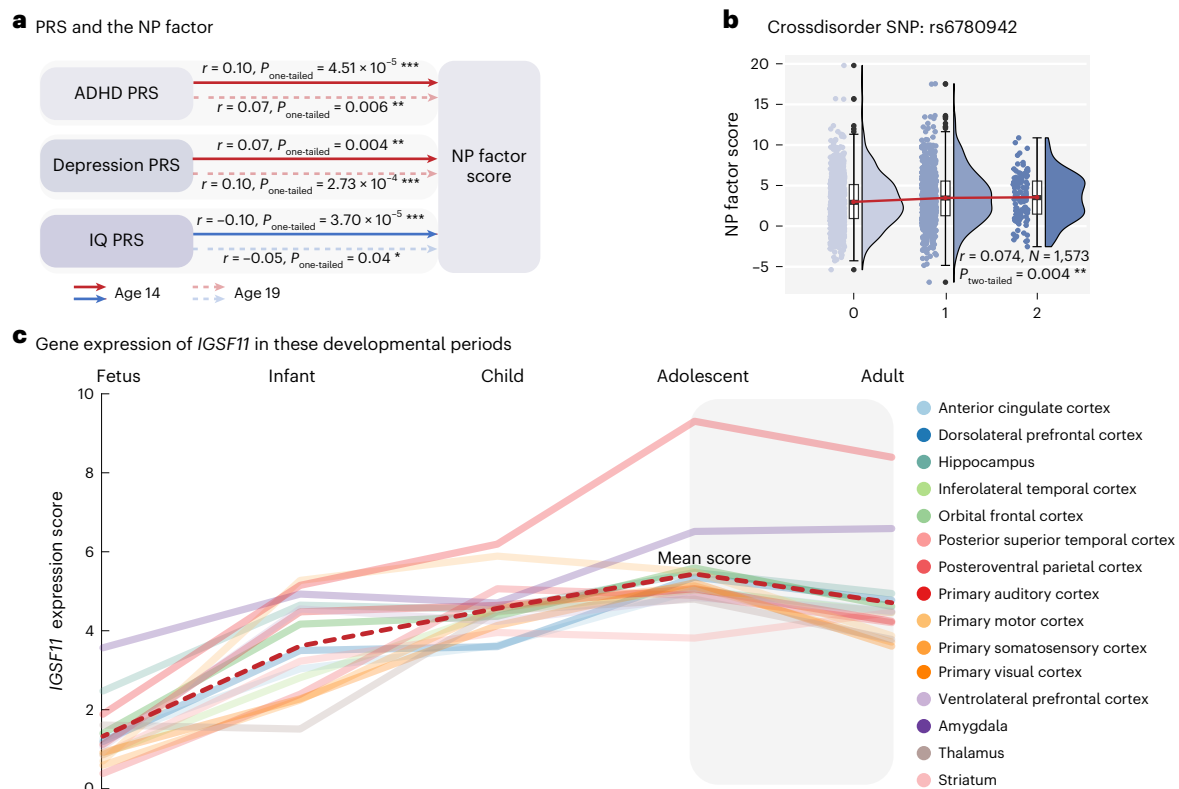 a PRS and the NP factor
ADHD PRS
r = 0.10, P one-tailed = 4.51 × 10⁻⁵ ***
r = 0.07, P one-tailed = 0.006 **
Depression PRS
r = 0.07, P one-tailed = 0.004 **
r = 0.10, P one-tailed = 2.73 × 10⁻⁴ ***
IQ PRS
r = −0.10, P one-tailed = 3.70 × 10⁻⁵ ***
r = −0.05, P one-tailed = 0.04 *
NP factor
score
Age 14
Age 19
b Crossdisorder SNP: rs6780942
NP factor score
20
15
10
5
0
−5
r = 0.074, N = 1,573
P two-tailed = 0.004 **
0 1 2
c Gene expression of IGSF11 in these developmental periods
Fetus Infant Child Adolescent Adult
IGSF11 expression score
10
8
6
4
2
0
Mean score
Anterior cingulate cortex
Dorsolateral prefrontal cortex
Hippocampus
Inferolateral temporal cortex
Orbital frontal cortex
Posterior superior temporal cortex
Posteroventral parietal cortex
Primary auditory cortex
Primary motor cortex
Primary somatosensory cortex
Primary visual cortex
Ventrolateral prefrontal cortex
Amygdala
Thalamus
Striatum